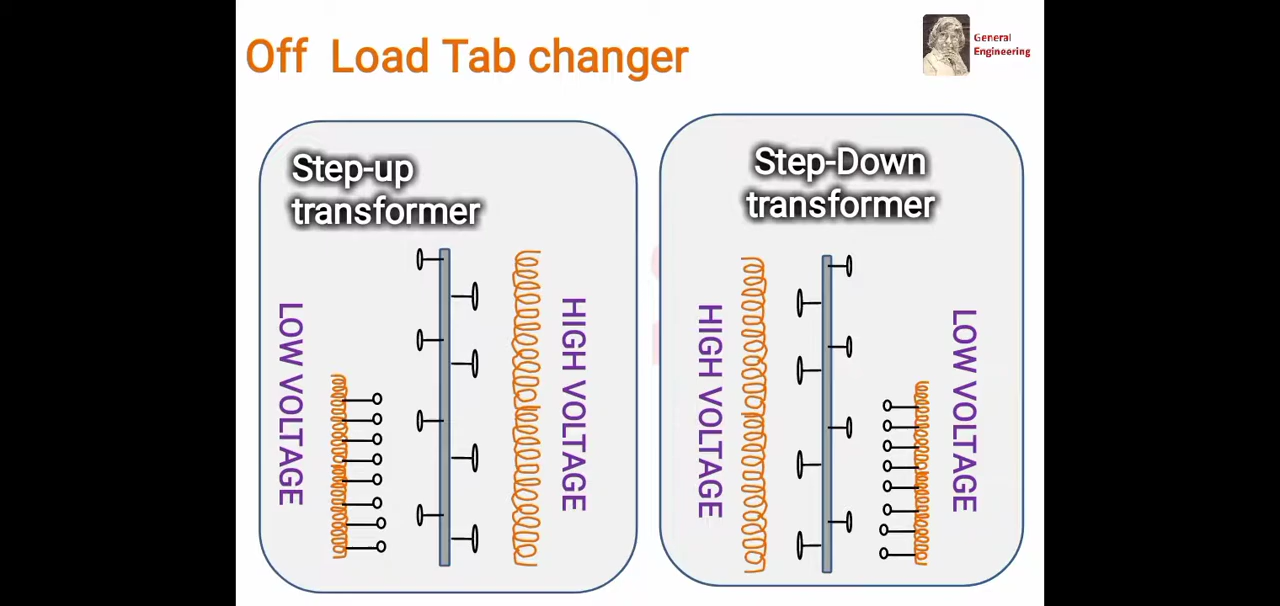 Off Load Tab changer
General
Engineering
Step-up
transformer
LOW VOLTAGE
HIGH VOLTAGE
Step-Down
transformer
HIGH VOLTAGE
LOW VOLTAGE